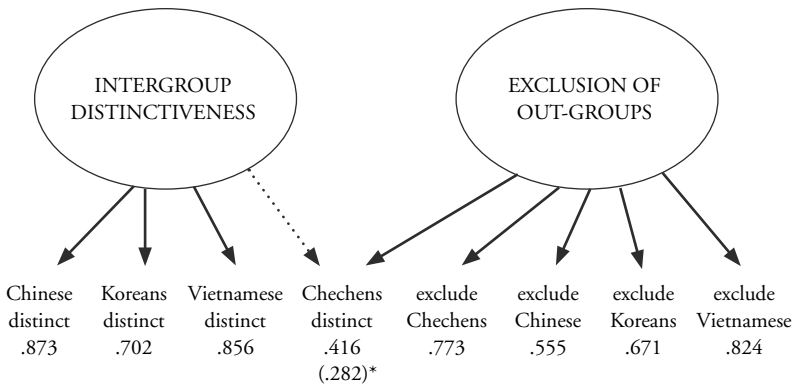 INTERGROUP
DISTINCTIVENESS
EXCLUSION OF
OUT-GROUPS
Chinese
distinct
.873
Koreans
distinct
.702
Vietnamese
distinct
.856
Chechens
distinct
.416
(.282)*
exclude
Chechens
.773
exclude
Chinese
.555
exclude
Koreans
.671
exclude
Vietnamese
.824